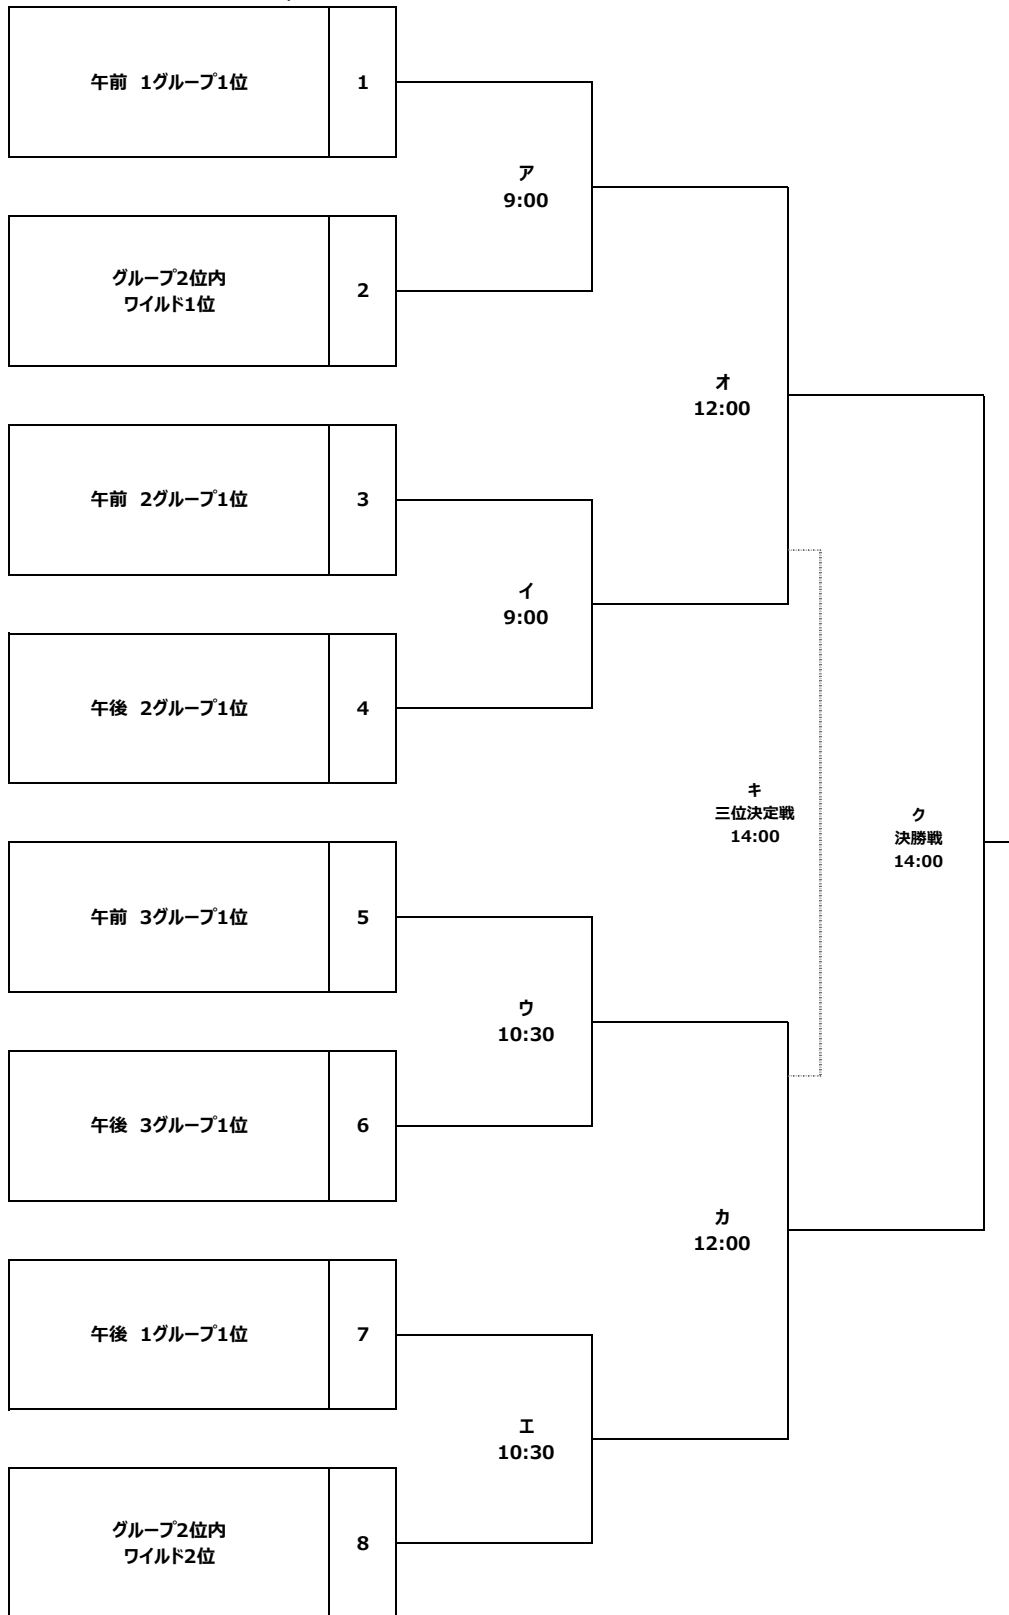 午前 1グループ1位
1
ア
9:00
グループ2位内
ワイルド1位
2
オ
12:00
午前 2グループ1位
3
イ
9:00
午後 2グループ1位
4
キ
三位決定戦
14:00
ク
決勝戦
14:00
午前 3グループ1位
5
ウ
10:30
午後 3グループ1位
6
カ
12:00
午後 1グループ1位
7
エ
10:30
グループ2位内
ワイルド2位
8